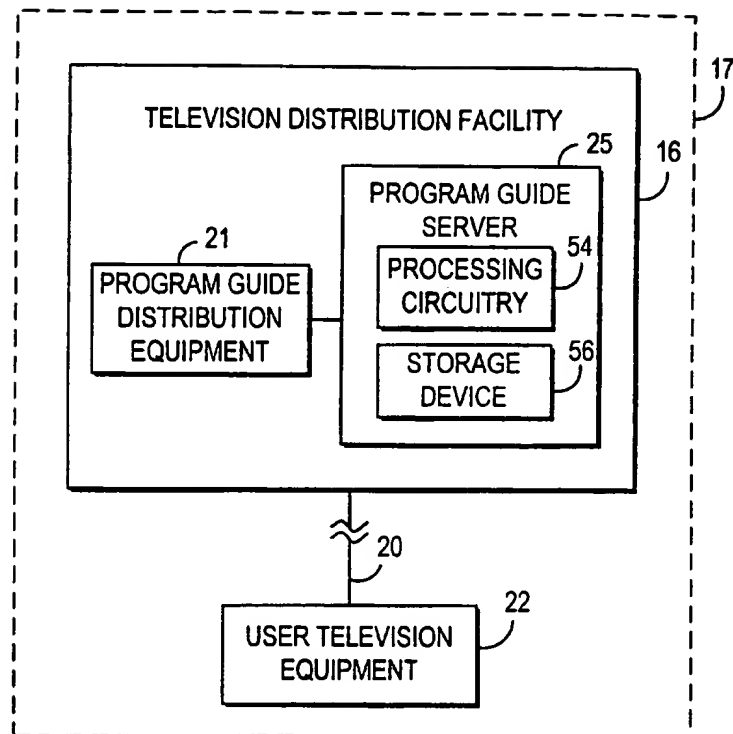 17
TELEVISION DISTRIBUTION FACILITY
16
25
PROGRAM GUIDE
SERVER
21
PROGRAM GUIDE
DISTRIBUTION
EQUIPMENT
54
PROCESSING
CIRCUITRY
56
STORAGE
DEVICE
20
22
USER TELEVISION
EQUIPMENT